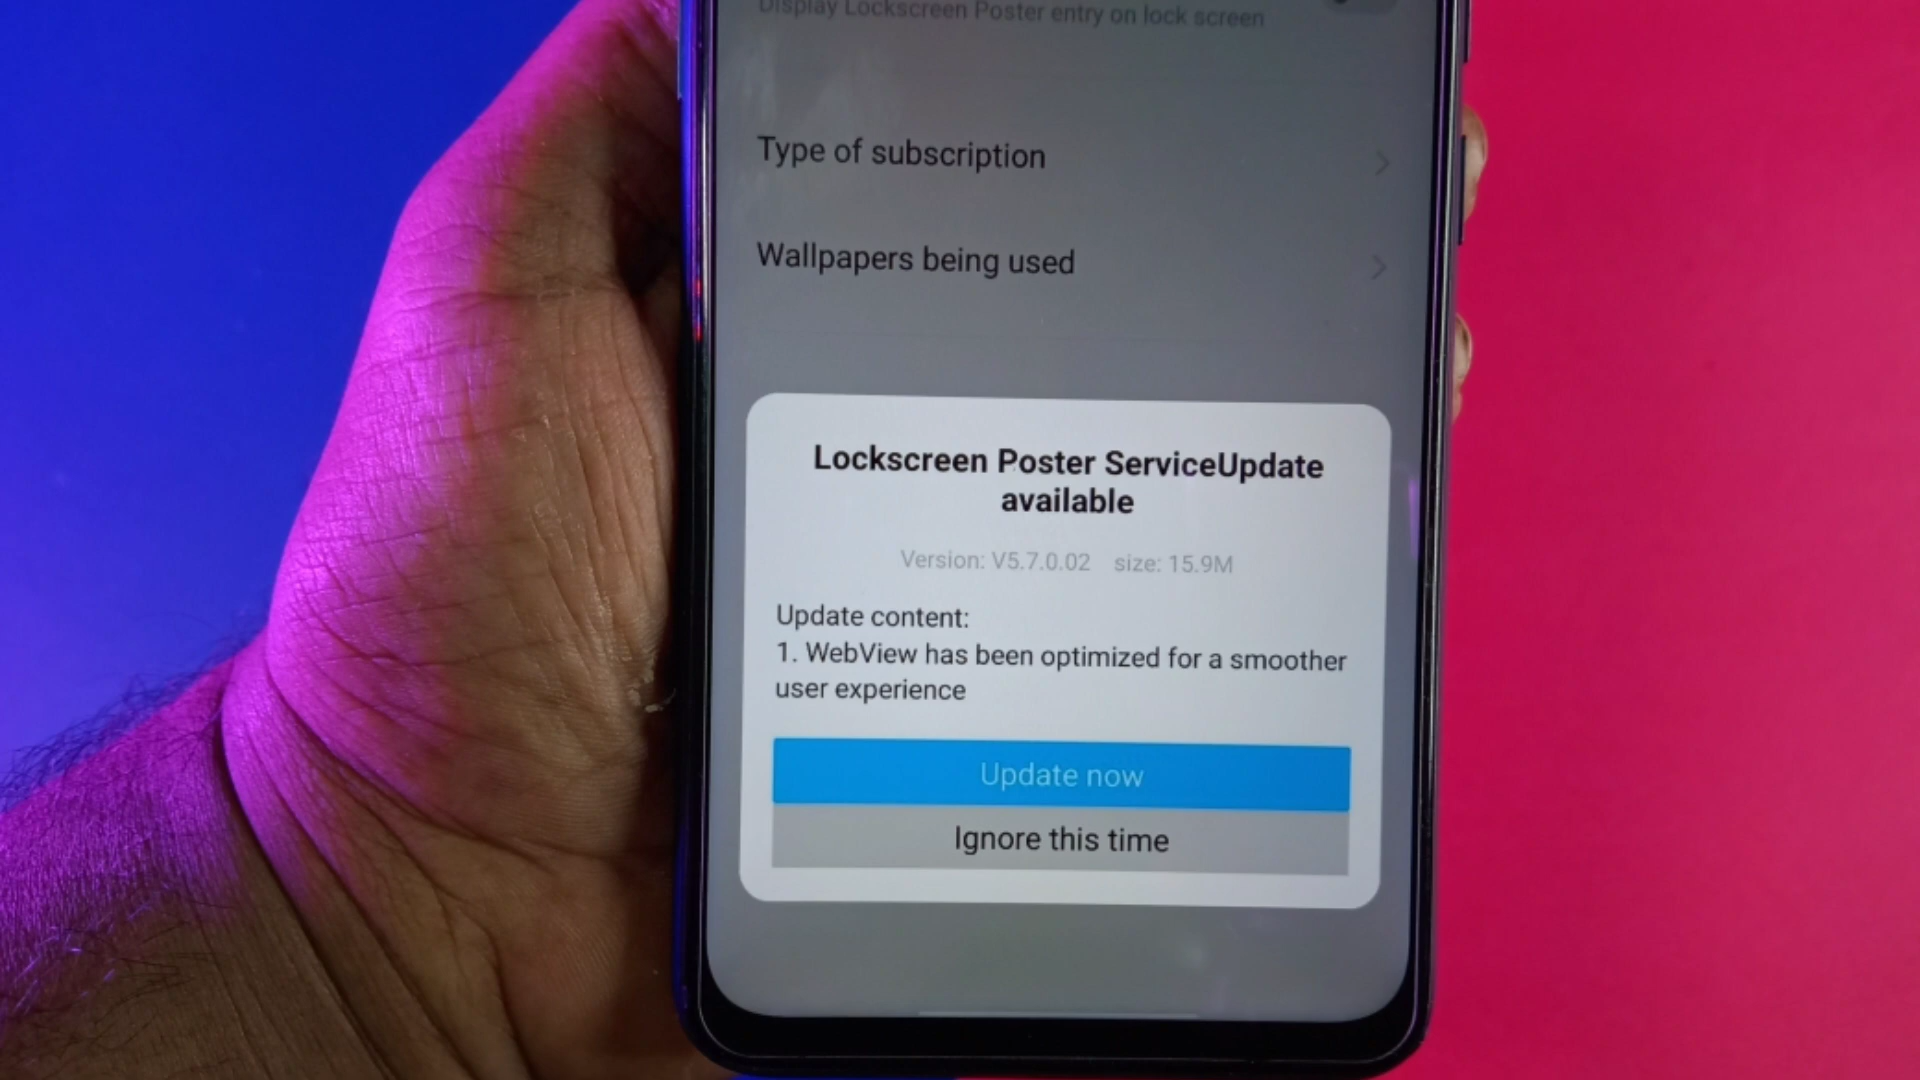 Display Lockscreen Poster entry on lock screen
Type of subscription
Wallpapers being used
Lockscreen Poster ServiceUpdate
available
Version: V5.7.0.02 size: 15.9M
Update content:
1. WebView has been optimized for a smoother
user experience
Update now
Ignore this time